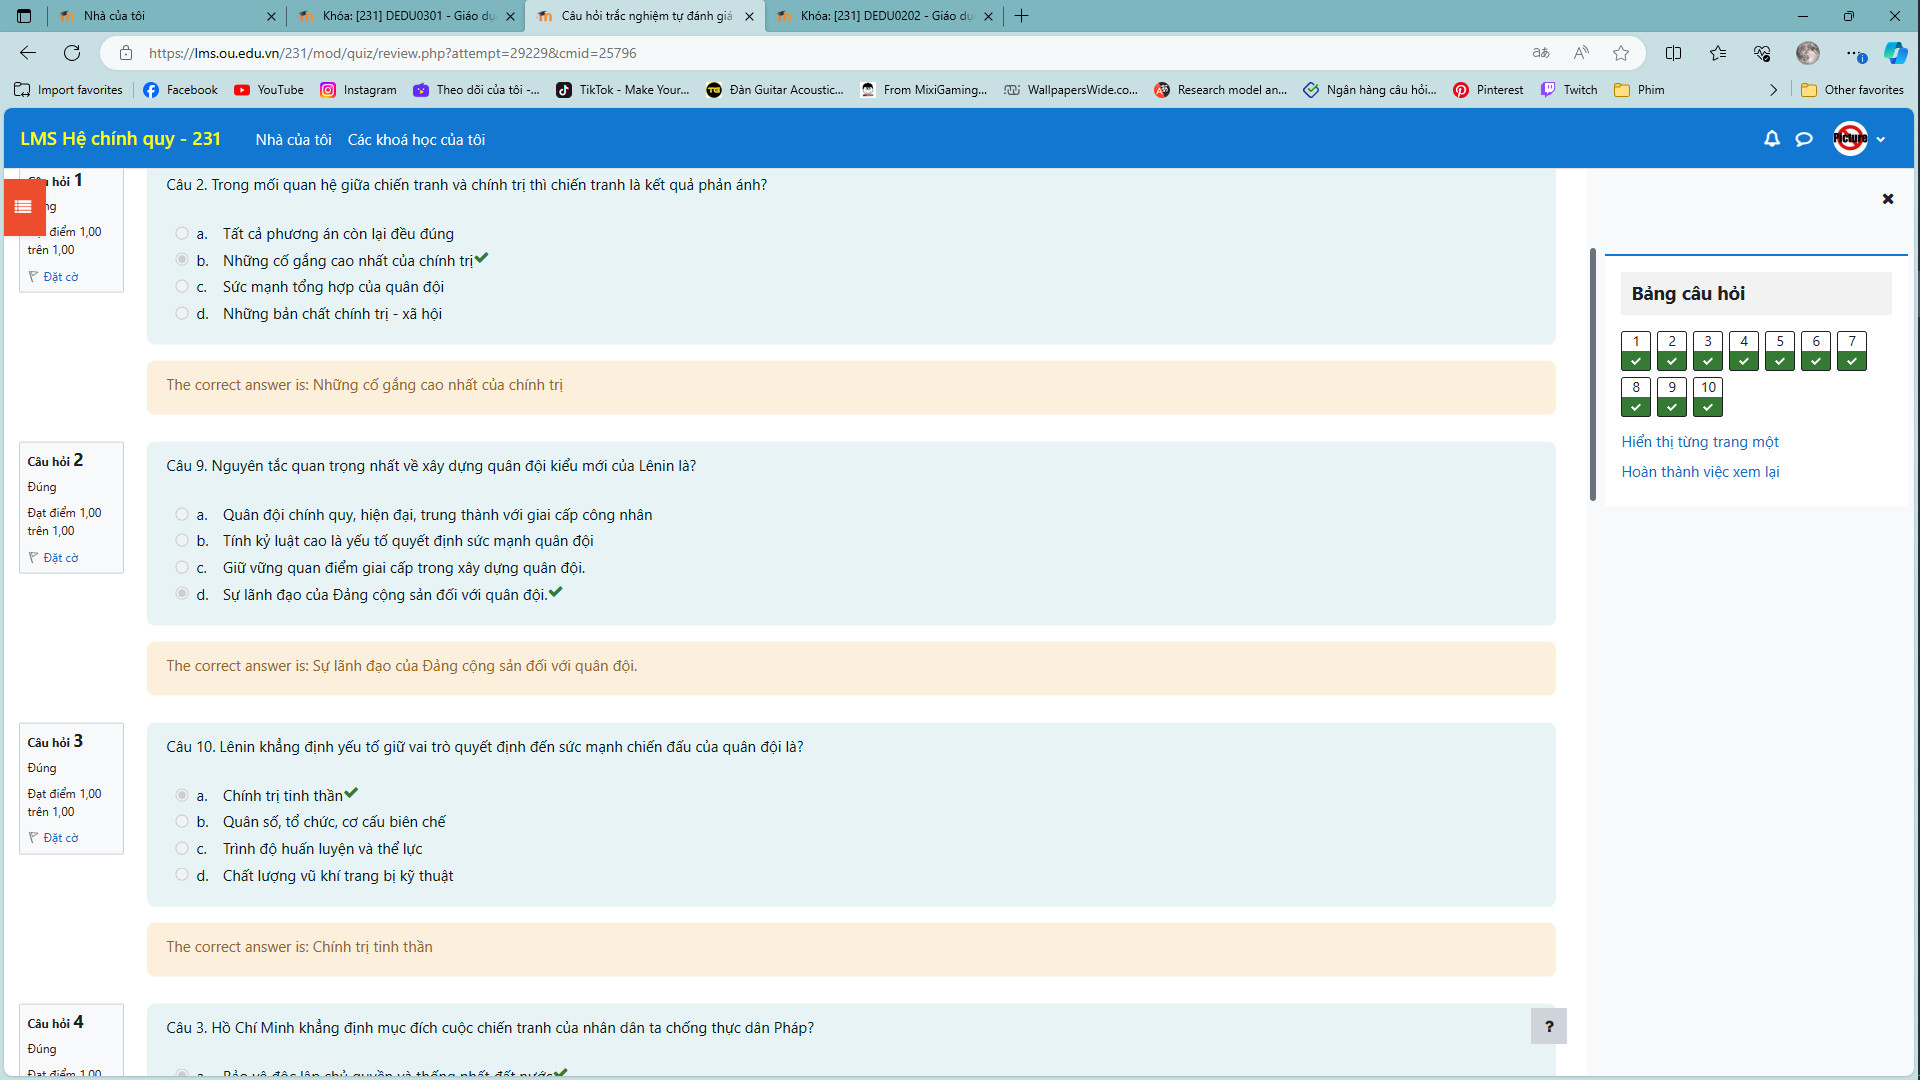 Nhà của tôi
Khóa: [231] DEDU0301 - Giáo dụ
Câu hỏi trắc nghiệm tự đánh giá
Khóa: [231] DEDU0202 - Giáo dụ
https://lms.ou.edu.vn/231/mod/quiz/review.php?attempt=29229&cmid=25796
Import favorites
Facebook
YouTube
Instagram
Theo dõi của tôi -...
TikTok - Make Your...
Đàn Guitar Acoustic...
From MixiGaming...
WallpapersWide.co...
Research model an...
Ngân hàng câu hỏi...
Pinterest
Twitch
Phim
Other favorites
LMS Hệ chính quy - 231
Nhà của tôi
Các khoá học của tôi
Picture
hỏi 1
ng
điểm 1,00
trên 1,00
Đặt cờ
Câu 2. Trong mối quan hệ giữa chiến tranh và chính trị thì chiến tranh là kết quả phản ánh?
a. Tất cả phương án còn lại đều đúng
b. Những cố gắng cao nhất của chính trị
c. Sức mạnh tổng hợp của quân đội
d. Những bản chất chính trị - xã hội
The correct answer is: Những cố gắng cao nhất của chính trị
Câu hỏi 2
Đúng
Đạt điểm 1,00
trên 1,00
Đặt cờ
Câu 9. Nguyên tắc quan trọng nhất về xây dựng quân đội kiểu mới của Lênin là?
a. Quân đội chính quy, hiện đại, trung thành với giai cấp công nhân
b. Tính kỷ luật cao là yếu tố quyết định sức mạnh quân đội
c. Giữ vững quan điểm giai cấp trong xây dựng quân đội.
d. Sự lãnh đạo của Đảng cộng sản đối với quân đội.
The correct answer is: Sự lãnh đạo của Đảng cộng sản đối với quân đội.
Câu hỏi 3
Đúng
Đạt điểm 1,00
trên 1,00
Đặt cờ
Câu 10. Lênin khẳng định yếu tố giữ vai trò quyết định đến sức mạnh chiến đấu của quân đội là?
a. Chính trị tinh thần
b. Quân số, tổ chức, cơ cấu biên chế
c. Trình độ huấn luyện và thể lực
d. Chất lượng vũ khí trang bị kỹ thuật
The correct answer is: Chính trị tinh thần
Câu hỏi 4
Đúng
Đạt điểm 1,00
Câu 3. Hồ Chí Minh khẳng định mục đích cuộc chiến tranh của nhân dân ta chống thực dân Pháp?
a. Bảo vệ độc lập chủ quyền và thống nhất đất nước
?
Bảng câu hỏi
1 2 3 4 5 6 7
8 9 10
Hiển thị từng trang một
Hoàn thành việc xem lại